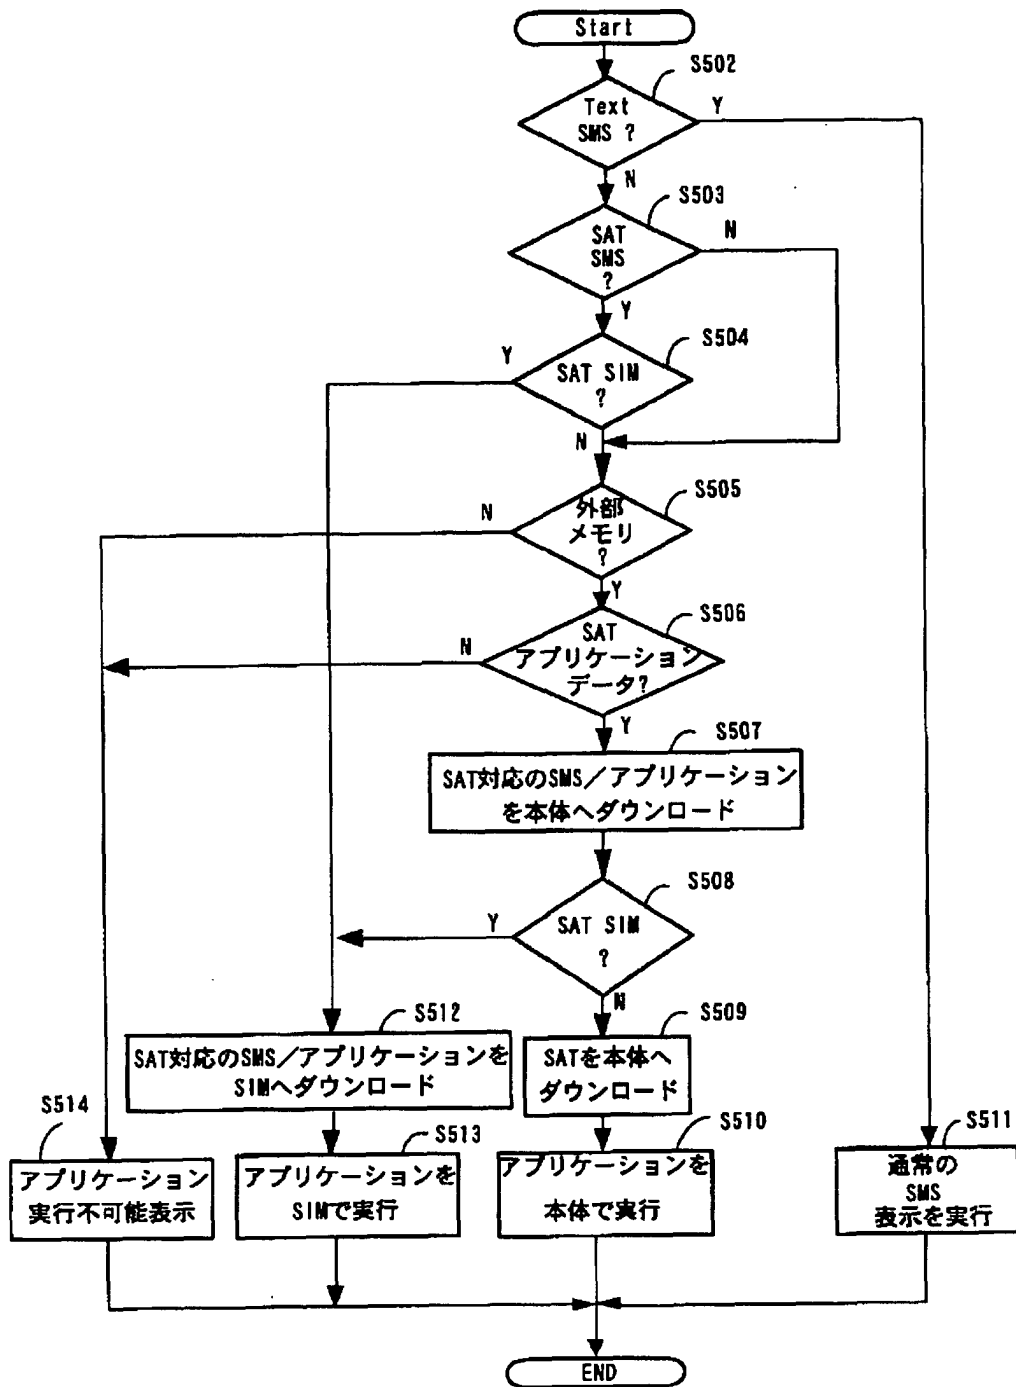 Start
S502
Text
SMS ?
Y
N
S503
SAT
SMS
?
N
Y
S504
Y
SAT SIM
?
N
S505
外部
メモリ
?
N
Y
S506
SAT
アプリケーション
データ?
N
Y
S507
SAT対応のSMS/アプリケーション
を本体へダウンロード
S508
SAT SIM
?
Y
N
S512
SAT対応のSMS/アプリケーションを
SIMへダウンロード
S509
SATを本体へ
ダウンロード
S514
アプリケーション
実行不可能表示
S513
アプリケーションを
SIMで実行
S510
アプリケーションを
本体で実行
S511
通常の
SMS
表示を実行
END